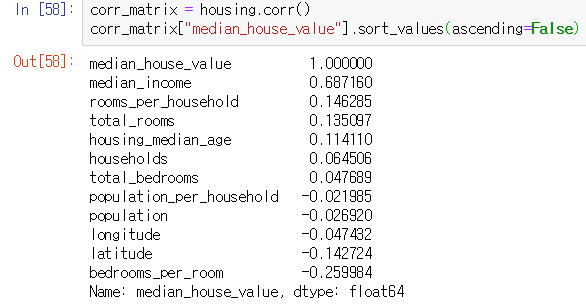 In [58]: corr_matrix = housing.corr()
corr_matrix["median_house_value"].sort_values(ascending=False)
Out[58]: median_house_value 1.000000
median_income 0.687160
rooms_per_household 0.146285
total_rooms 0.135097
housing_median_age 0.114110
households 0.064506
total_bedrooms 0.047689
population_per_household -0.021985
population -0.026920
longitude -0.047432
latitude -0.142724
bedrooms_per_room -0.259984
Name: median_house_value, dtype: float64